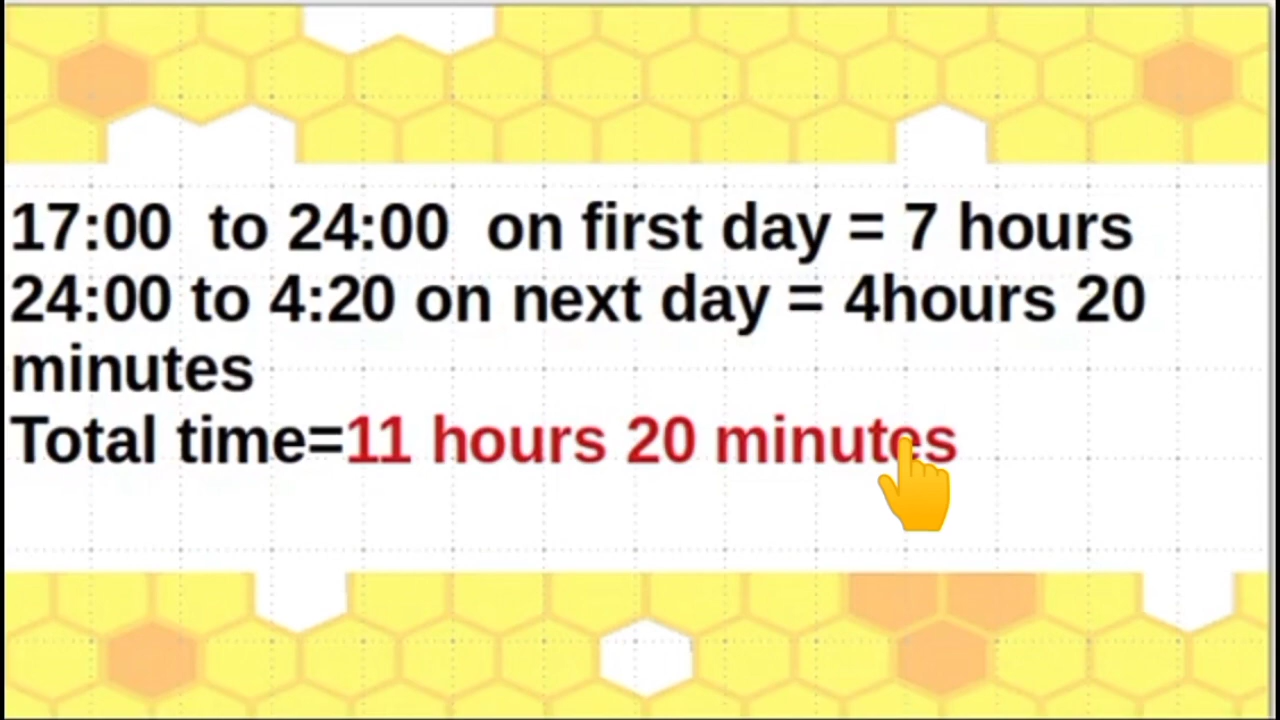 17:00  to 24:00  on first day = 7 hours
24:00 to 4:20 on next day = 4hours 20
minutes
Total time=11 hours 20 minutes